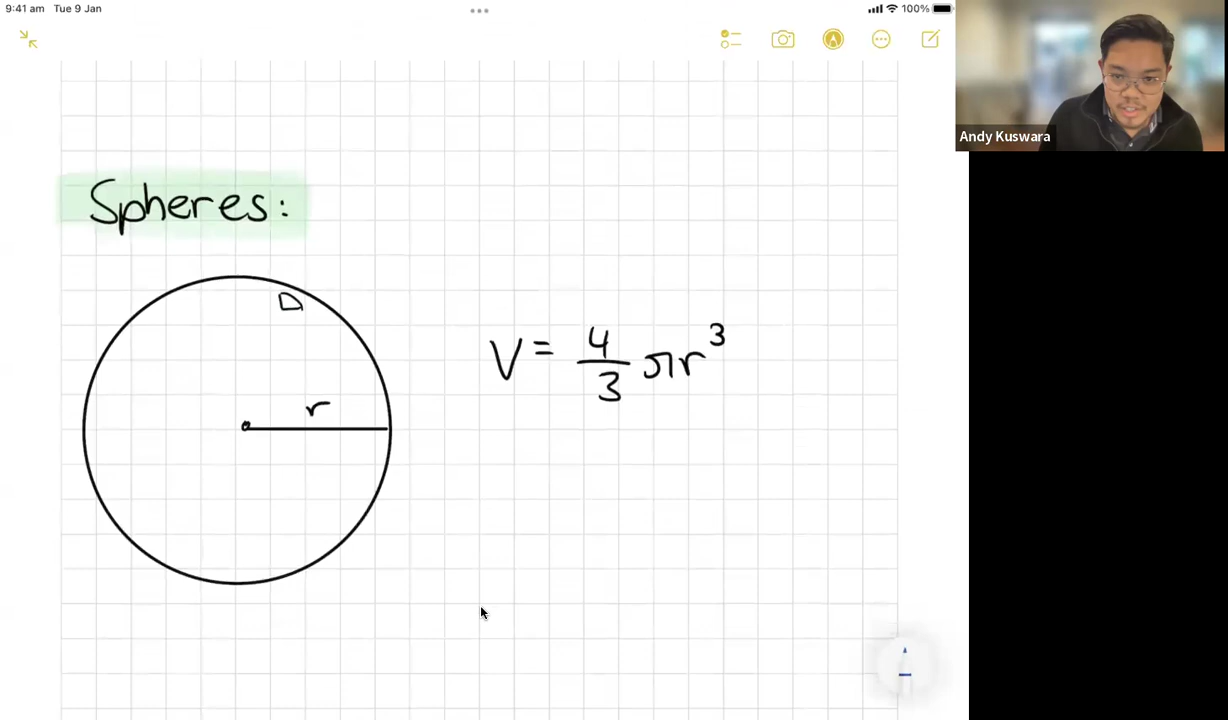 9:41 am Tue 9 Jan
100%
Andy Kuswara
Spheres:
r
V = 4/3 πr³